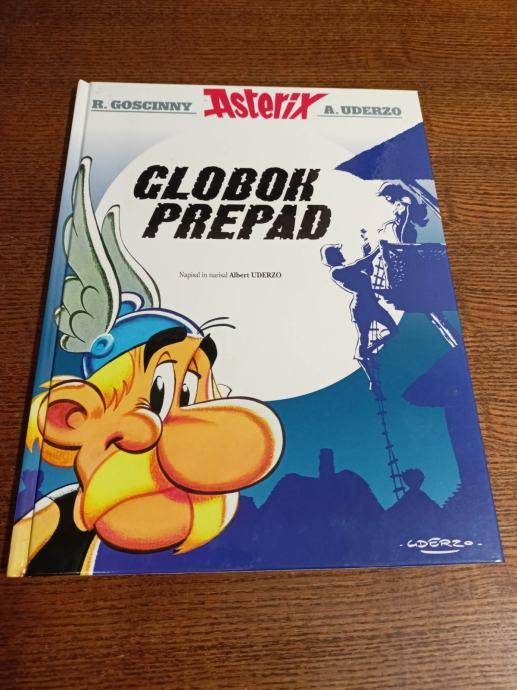 R. GOSCINNY Asterix A. UDERZO
GLOBOK
PREPAD
Napisal in narisal Albert UDERZO
UDERZO